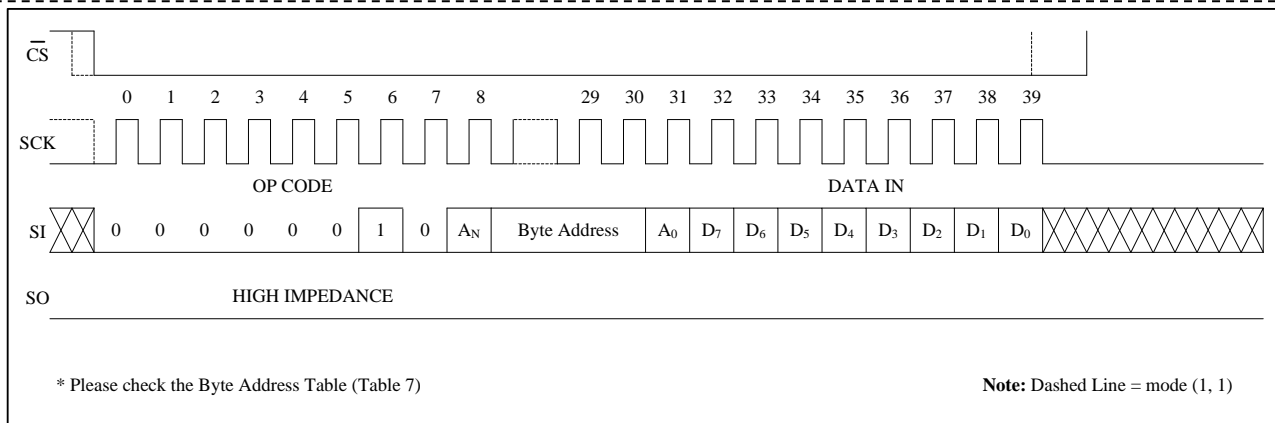 CS
0 1 2 3 4 5 6 7 8 29 30 31 32 33 34 35 36 37 38 39
SCK
OP CODE DATA IN
SI 0 0 0 0 0 0 1 0 AN Byte Address A0 D7 D6 D5 D4 D3 D2 D1 D0
SO HIGH IMPEDANCE
* Please check the Byte Address Table (Table 7) Note: Dashed Line = mode (1, 1)